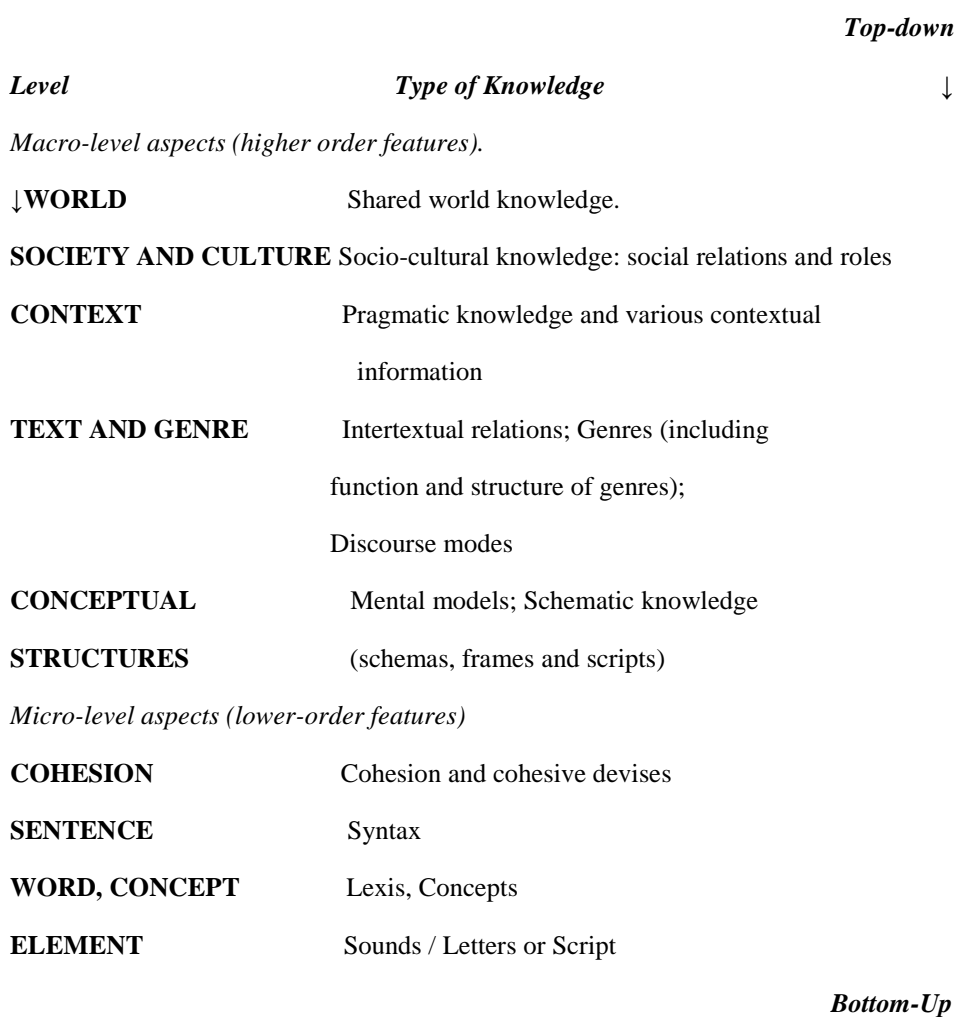 Top-down
Level Type of Knowledge ↓
Macro-level aspects (higher order features).
↓WORLD Shared world knowledge.
SOCIETY AND CULTURE Socio-cultural knowledge: social relations and roles
CONTEXT Pragmatic knowledge and various contextual
information
TEXT AND GENRE Intertextual relations; Genres (including
function and structure of genres);
Discourse modes
CONCEPTUAL Mental models; Schematic knowledge
STRUCTURES (schemas, frames and scripts)
Micro-level aspects (lower-order features)
COHESION Cohesion and cohesive devises
SENTENCE Syntax
WORD, CONCEPT Lexis, Concepts
ELEMENT Sounds / Letters or Script
Bottom-Up